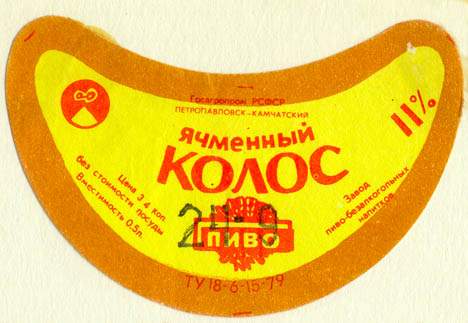 Госагропром РСФСР
ПЕТРОПАВЛОВСК-КАМЧАТСКИЙ
ячменный
КОЛОС
11%
Цена 34 коп.
без стоимости посуды
Вместимость 0.5л.
Завод
пиво-безалкогольных
напитков
ПИВО
ТУ 18-6-15-79